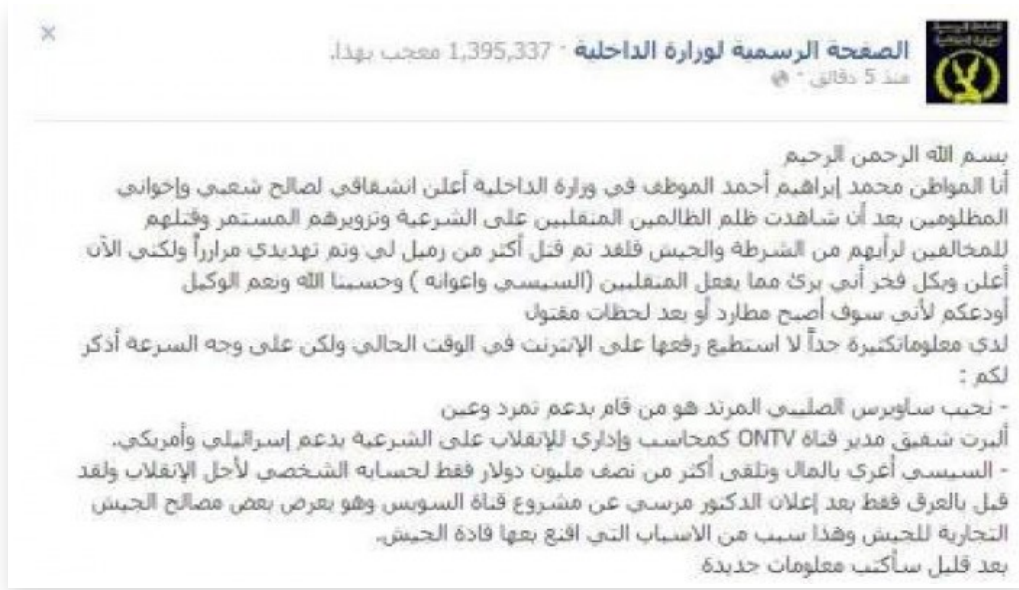 الصفحة الرسمية لوزارة الداخلية · 1,395,337 معجب بهذا.
منذ 5 دقائق ·
بسم الله الرحمن الرحيم
أنا المواطن محمد إبراهيم أحمد الموظف في وزارة الداخلية أعلن انشقاقي لصالح شعبي وإخواني
المظلومين بعد أن شاهدت ظلم الظالمين المنقلبين على الشرعية وتزويرهم المستمر وقتلهم
للمخالفين لرأيهم من الشرطة والجيش فلقد تم قتل أكثر من زميل لي وتم تهديدي مراراً ولكني الآن
أعلن وبكل فخر أني برئ مما يفعل المنقلبين (السيسي واعوانه ) وحسبنا الله ونعم الوكيل
أودعكم لأني سوف أصبح مطارد أو بعد لحظات مقتول
لدي معلوماتكثيرة جداً لا استطيع رفعها على الإنترنت في الوقت الحالي ولكن على وجه السرعة أذكر
لكم :
- نجيب ساويرس الصليبي المرتد هو من قام بدعم تمرد وعين
ألبرت شفيق مدير قناة ONTV كمحاسب وإداري للإنقلاب على الشرعية بدعم إسرائيلي وأمريكي.
- السيسي أغري بالمال وتلقى أكثر من نصف مليون دولار فقط لحسابه الشخصي لأجل الإنقلاب ولقد
قبل بالعرق فقط بعد إعلان الدكتور مرسي عن مشروع قناة السويس وهو يعرض بعض مصالح الجيش
التجارية للجيش وهذا سبب من الاسباب التي اقنع بعها قادة الجيش.
بعد قليل سأكتب معلومات جديدة